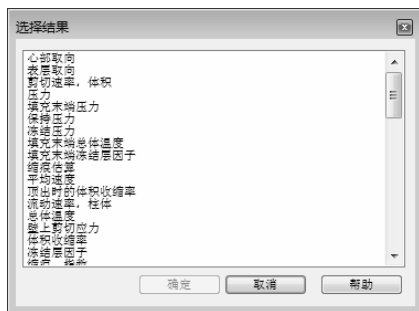 选择结果
心部取向
表层取向
剪切速率，体积
压力
填充末端压力
保持压力
冻结压力
填充末端总体温度
填充末端冻结层因子
缩痕估算
平均速度
顶出时的体积收缩率
流动速率，柱体
总体温度
壁上剪切应力
体积收缩率
冻结层因子
缩痕，指数
确定
取消
帮助